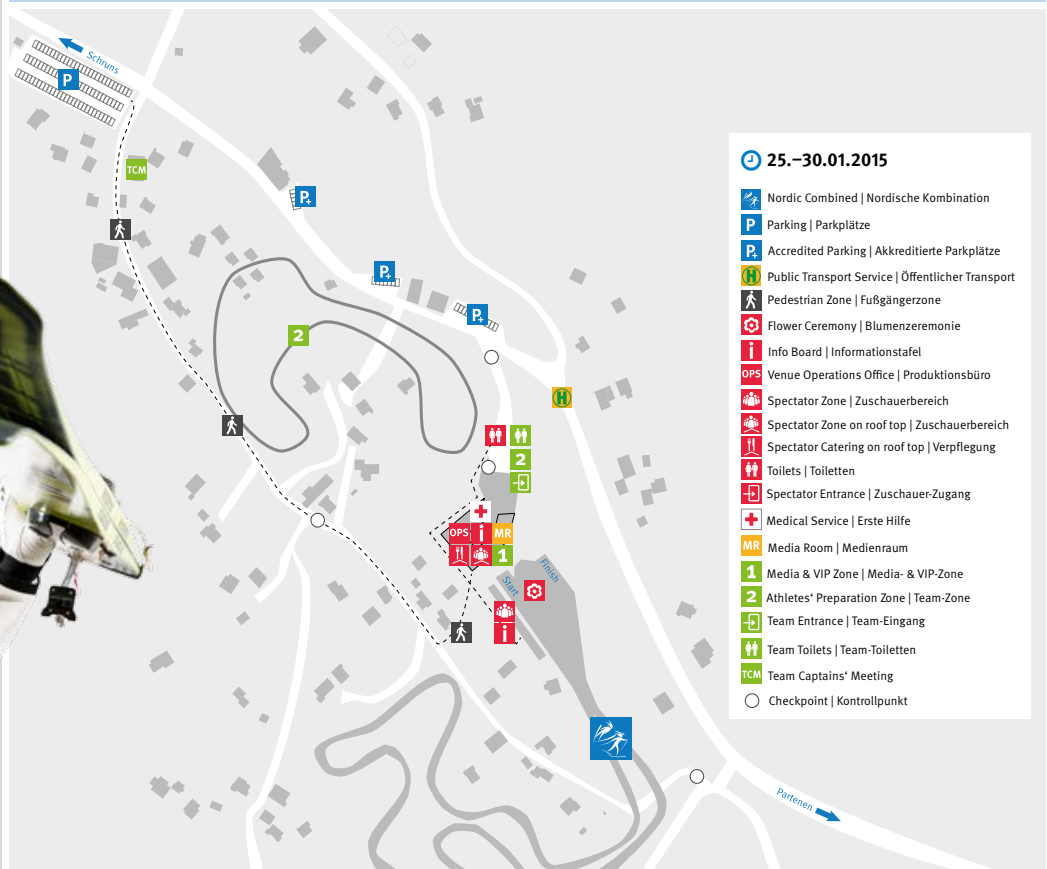 Schruns
P
TCM
P+
P+
P+
2
H
2
OPS
i
MR
1
Start
Finish
i
Partenen
25.–30.01.2015
Nordic Combined | Nordische Kombination
P Parking | Parkplätze
P+ Accredited Parking | Akkreditierte Parkplätze
H Public Transport Service | Öffentlicher Transport
Pedestrian Zone | Fußgängerzone
Flower Ceremony | Blumenzeremonie
i Info Board | Informationstafel
OPS Venue Operations Office | Produktionsbüro
Spectator Zone | Zuschauerbereich
Spectator Zone on roof top | Zuschauerbereich
Spectator Catering on roof top | Verpflegung
Toilets | Toiletten
Spectator Entrance | Zuschauer-Zugang
Medical Service | Erste Hilfe
MR Media Room | Medienraum
1 Media & VIP Zone | Media- & VIP-Zone
2 Athletes‘ Preparation Zone | Team-Zone
Team Entrance | Team-Eingang
Team Toilets | Team-Toiletten
TCM Team Captains‘ Meeting
Checkpoint | Kontrollpunkt